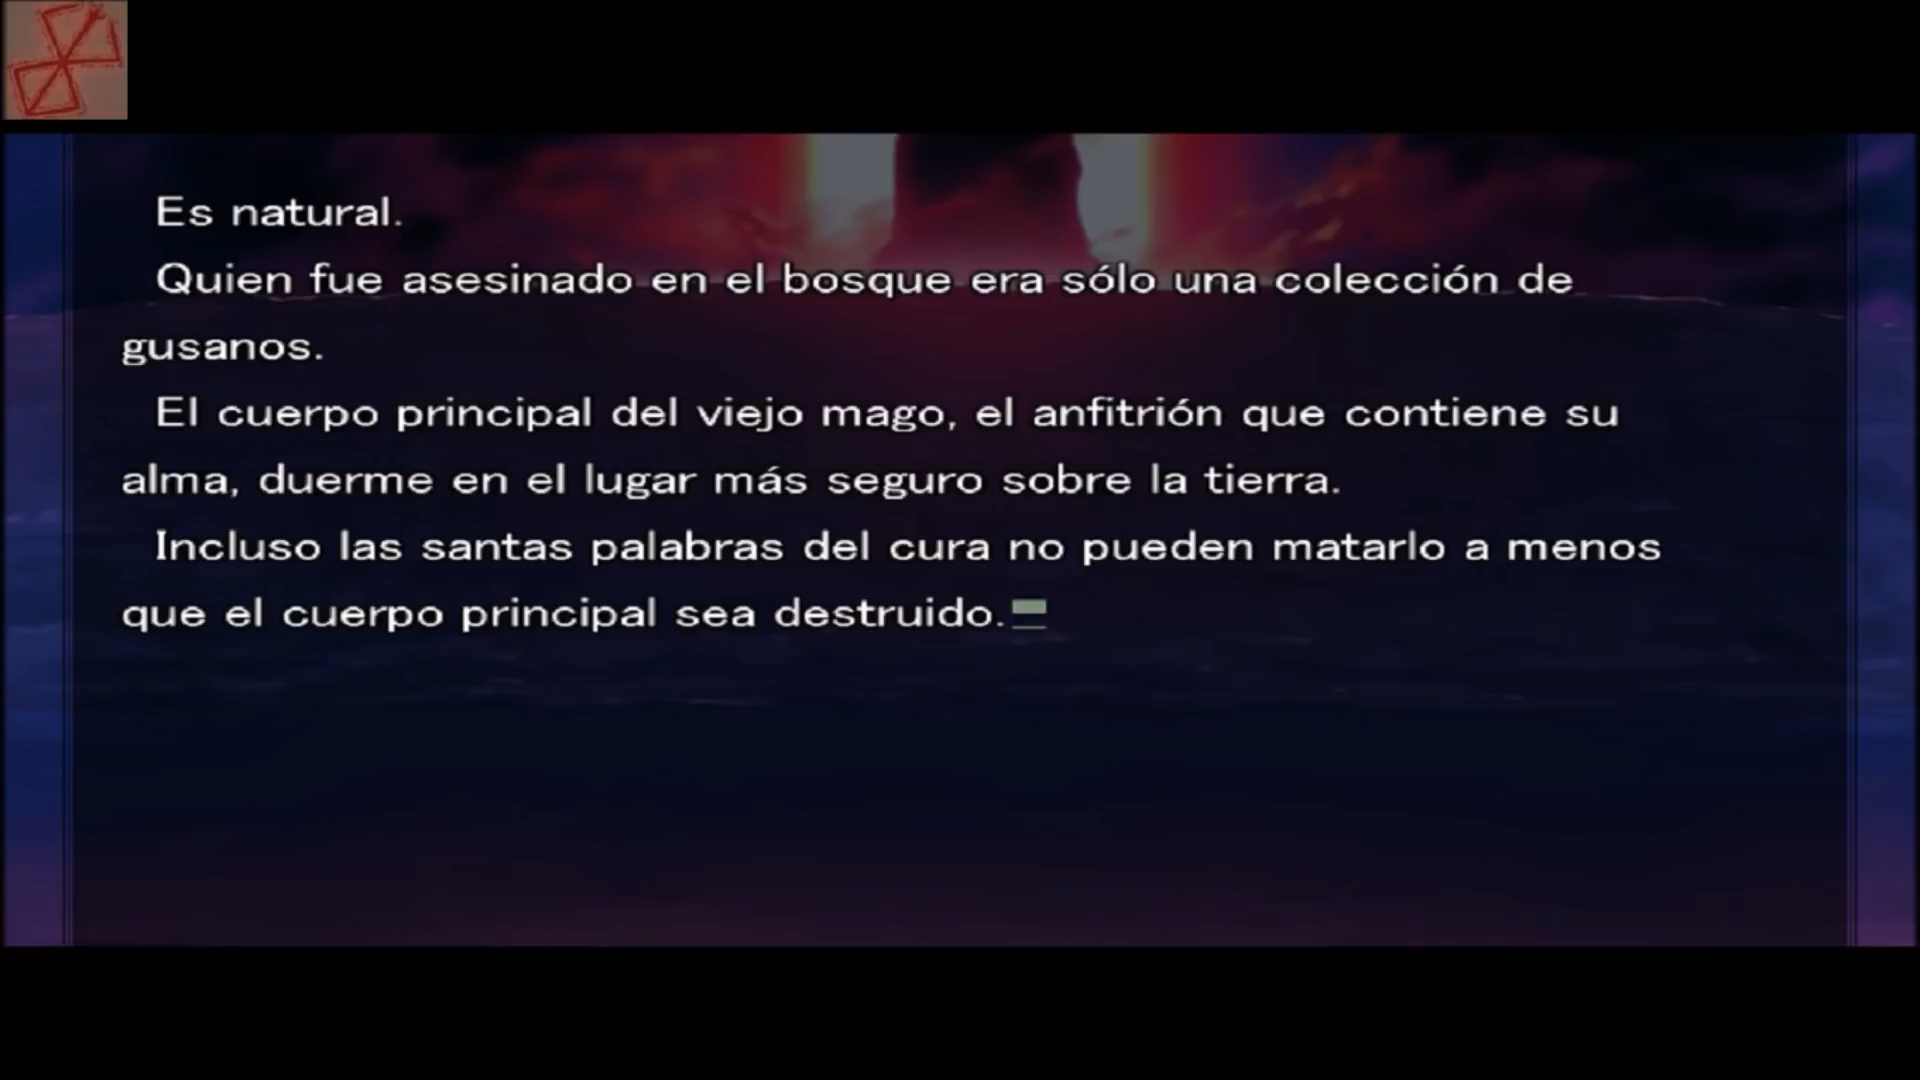 Es natural.
Quien fue asesinado en el bosque era sólo una colección de
gusanos.
El cuerpo principal del viejo mago, el anfitrión que contiene su
alma, duerme en el lugar más seguro sobre la tierra.
Incluso las santas palabras del cura no pueden matarlo a menos
que el cuerpo principal sea destruido.